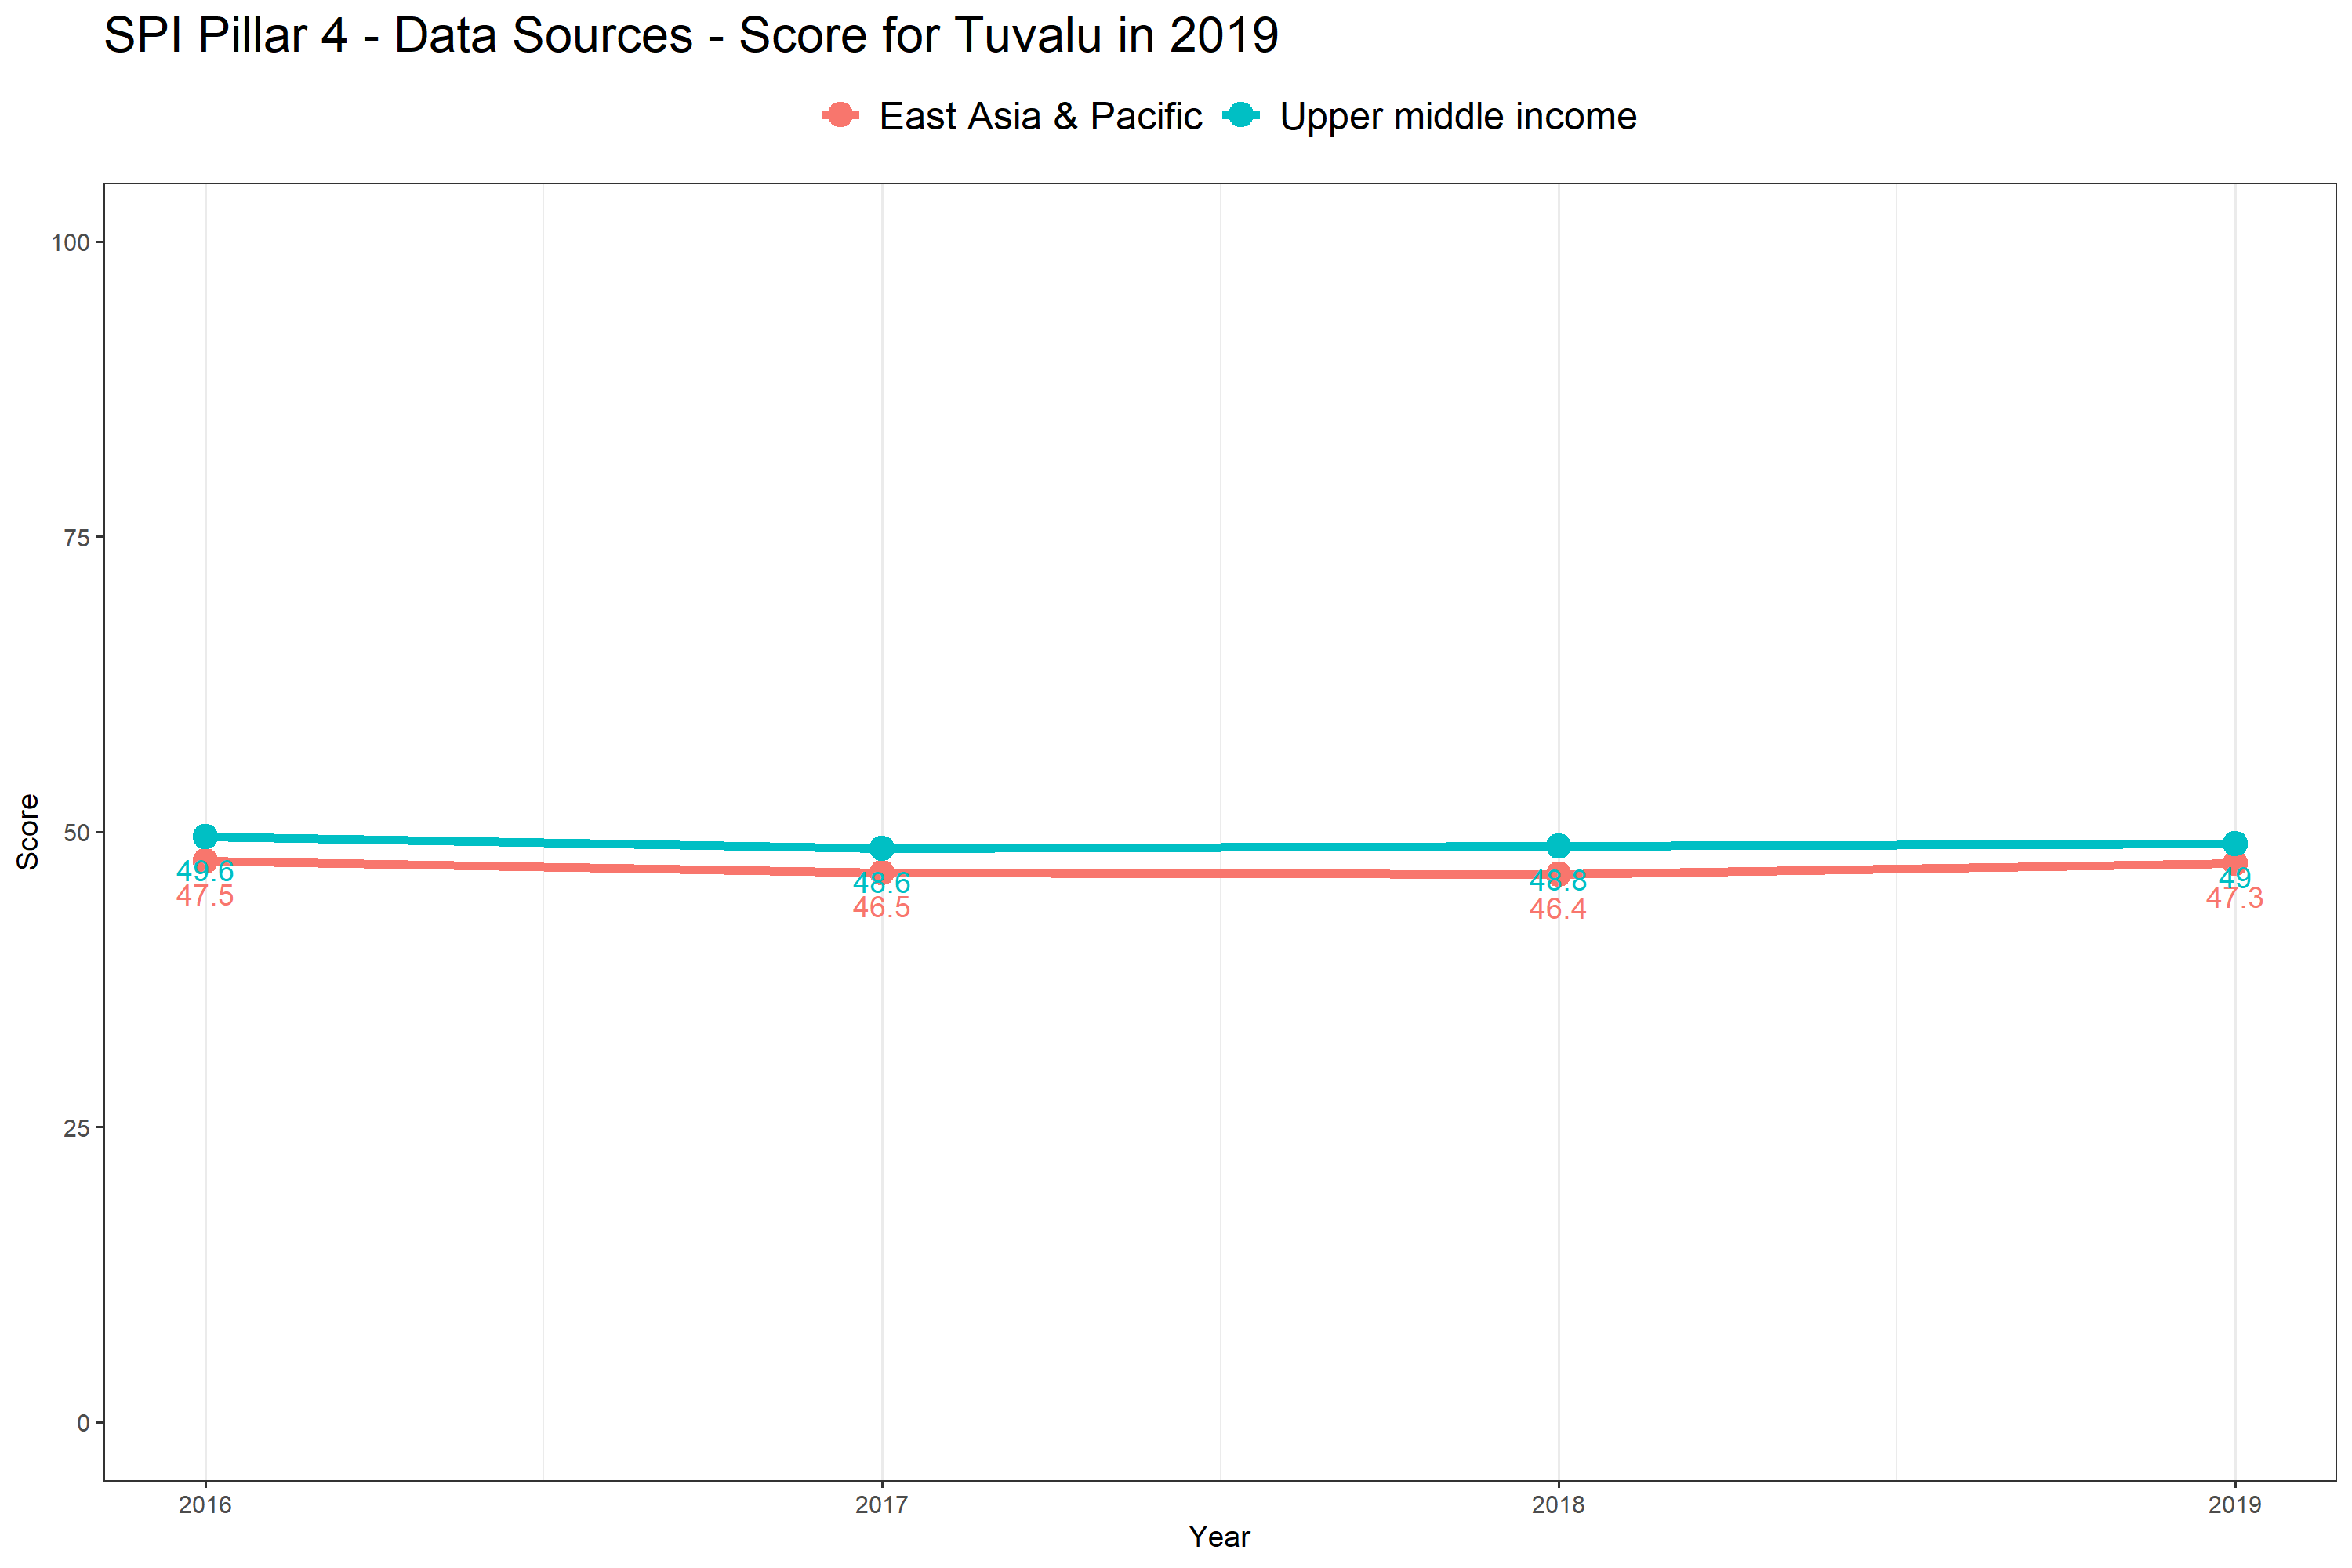 SPI Pillar 4 - Data Sources - Score for Tuvalu in 2019
East Asia & Pacific Upper middle income
100
75
50
25
0
Score
49.6
47.5
48.6
46.5
48.8
46.4
49
47.3
2016 2017 2018 2019
Year